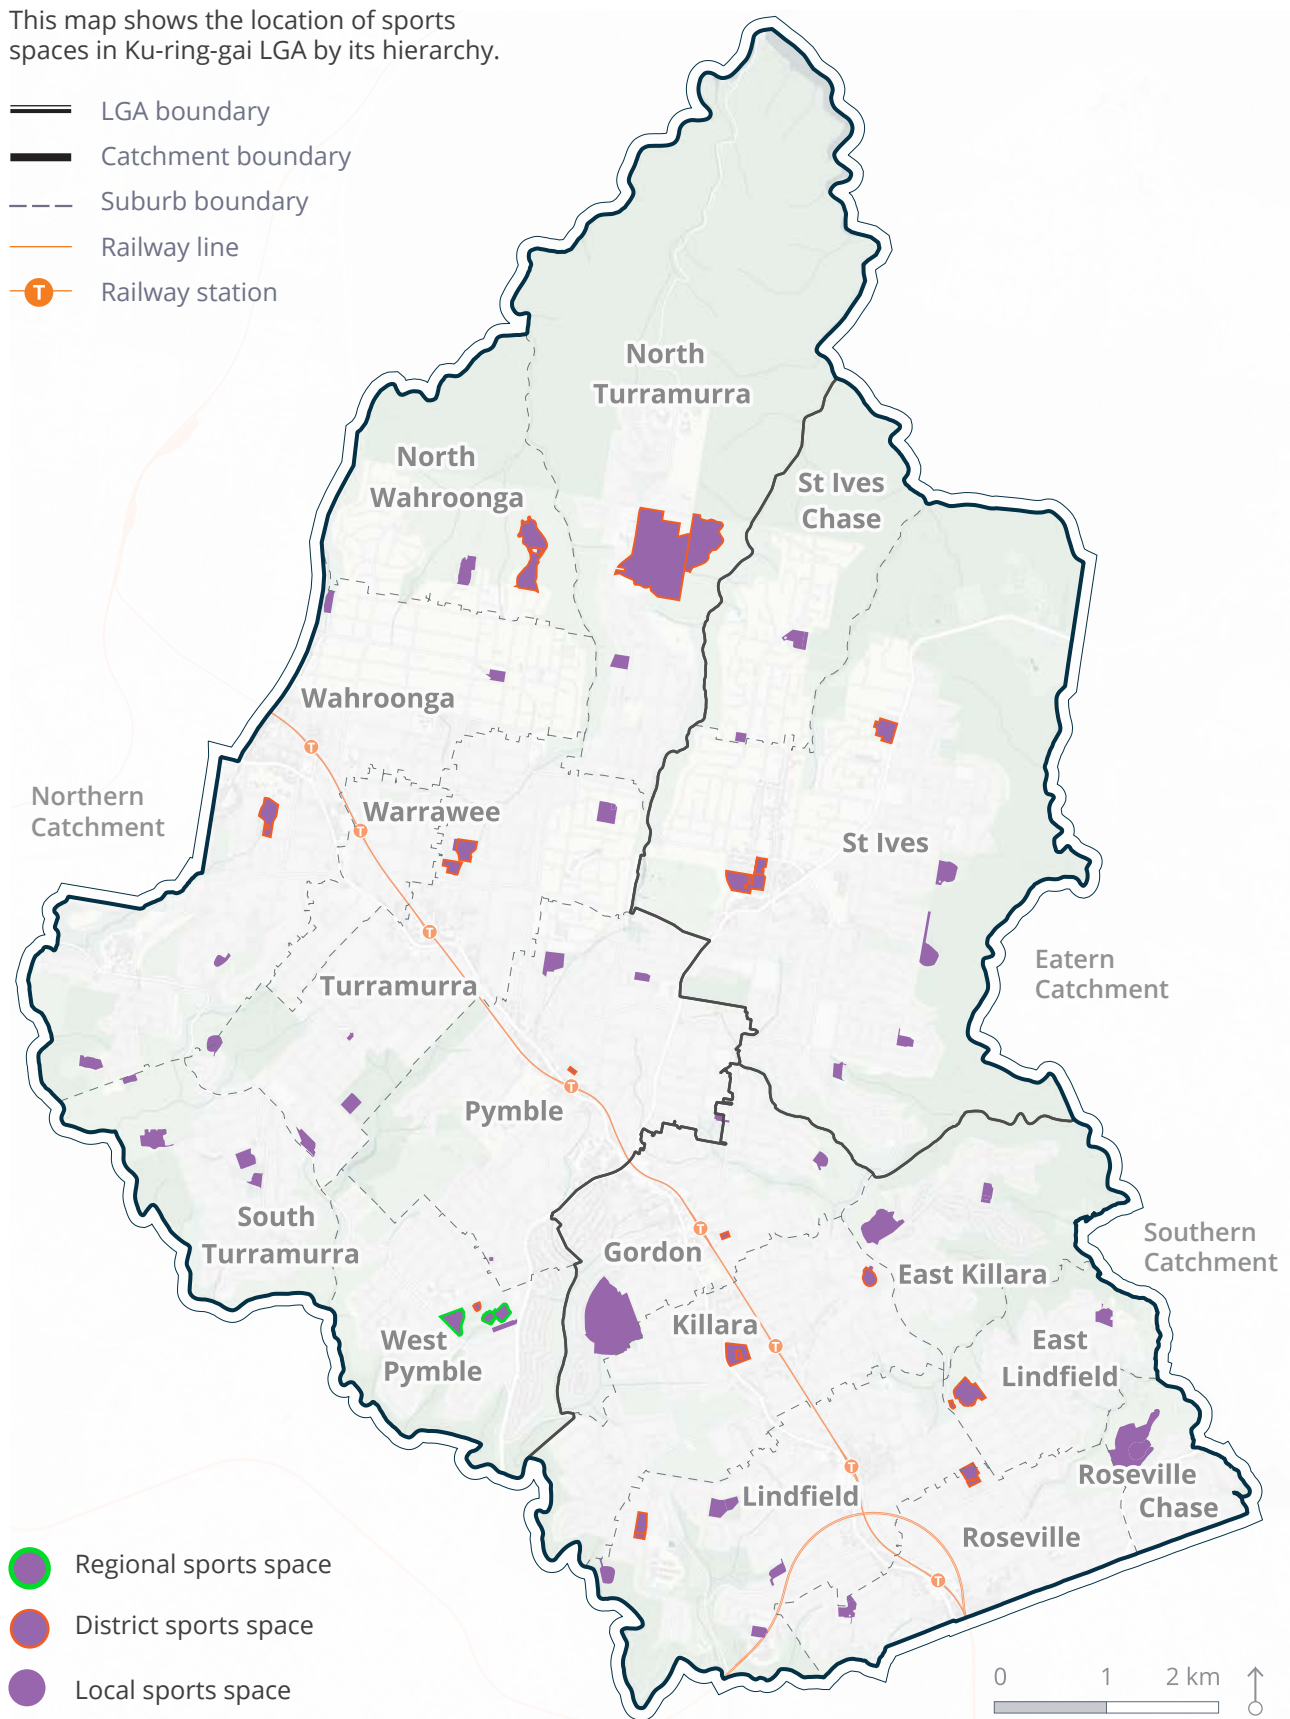 This map shows the location of sports
spaces in Ku-ring-gai LGA by its hierarchy.
LGA boundary
Catchment boundary
Suburb boundary
Railway line
T
Railway station
North
Turramurra
North
Wahroonga
St Ives
Chase
Wahroonga
T
Northern
Catchment
Warrawee
T
St Ives
T
Turramurra
Eatern
Catchment
T
Pymble
South
Turramurra
T
Gordon
Southern
Catchment
East Killara
Killara
T
West
Pymble
East
Lindfield
T
Lindfield
Roseville
Chase
Roseville
T
Regional sports space
District sports space
Local sports space
0 1 2 km